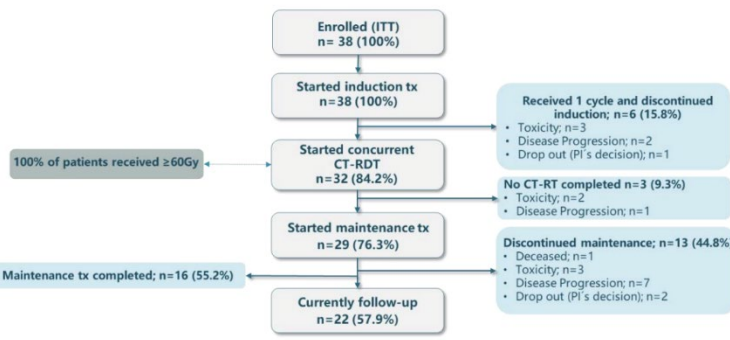 Enrolled (ITT)
n= 38 (100%)
Started induction tx
n=38 (100%)
Received 1 cycle and discontinued
induction; n=6 (15.8%)
• Toxicity; n=3
• Disease Progression; n=2
• Drop out (PI´s decision); n=1
100% of patients received ≥60Gy
Started concurrent
CT-RDT
n=32 (84.2%)
No CT-RT completed n=3 (9.3%)
• Toxicity; n=2
• Disease Progression; n=1
Started maintenance tx
n=29 (76.3%)
Discontinued maintenance; n=13 (44.8%
• Deceased; n=1
• Toxicity; n=3
• Disease Progression; n=7
• Drop out (PI´s decision); n=2
Maintenance tx completed; n=16 (55.2%)
Currently follow-up
n=22 (57.9%)